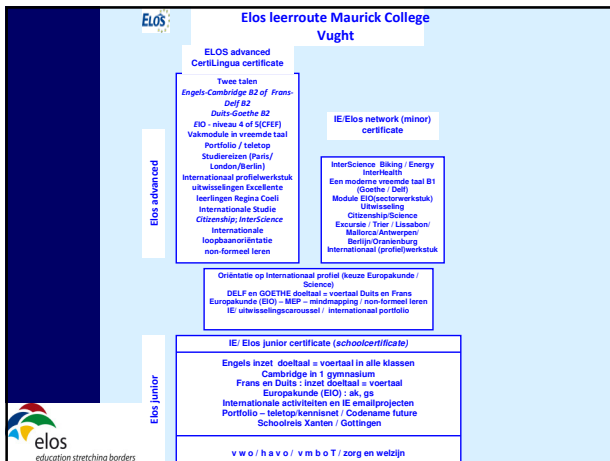 Elos
Elos leerroute Maurick College
Vught
ELOS advanced
CertiLingua certificate
Twee talen
Engels-Cambridge B2 of Frans-
Delf B2
Duits-Goethe B2
EIO - niveau 4 of 5(CFEF)
Vakmodule in vreemde taal
Portfolio / teletop
Studiereizen (Paris/
London/Berlin)
Internationaal profielwerkstuk
uitwisselingen Excellente
leerlingen Regina Coeli
Internationale Studie
Citizenship; InterScience
Internationale
loopbaanoriëntatie
non-formeel leren
IE/Elos network (minor)
certificate
InterScience Biking / Energy
InterHealth
Een moderne vreemde taal B1
(Goethe / Delf)
Module EIO(sectorwerkstuk)
Uitwisseling
Citizenship/Science
Excursie / Trier / Lissabon/
Mallorca/Antwerpen/
Berlijn/Oranienburg
Internationaal (profiel)werkstuk
Elos advanced
Oriëntatie op Internationaal profiel (keuze Europakunde /
Science)
DELF en GOETHE doeltaal = voertaal Duits en Frans
Europakunde (EIO) – MEP – mindmapping / non-formeel leren
IE/ uitwisselingscaroussel / internationaal portfolio
IE/ Elos junior certificate (schoolcertificate)
Engels inzet doeltaal = voertaal in alle klassen
Cambridge in 1 gymnasium
Frans en Duits : inzet doeltaal = voertaal
Europakunde (EIO) : ak, gs
Internationale activiteiten en IE emailprojecten
Portfolio – teletop/kennisnet / Codename future
Schoolreis Xanten / Gottingen
Elos junior
v w o / h a v o / v m b o T / zorg en welzijn
elos
education stretching borders